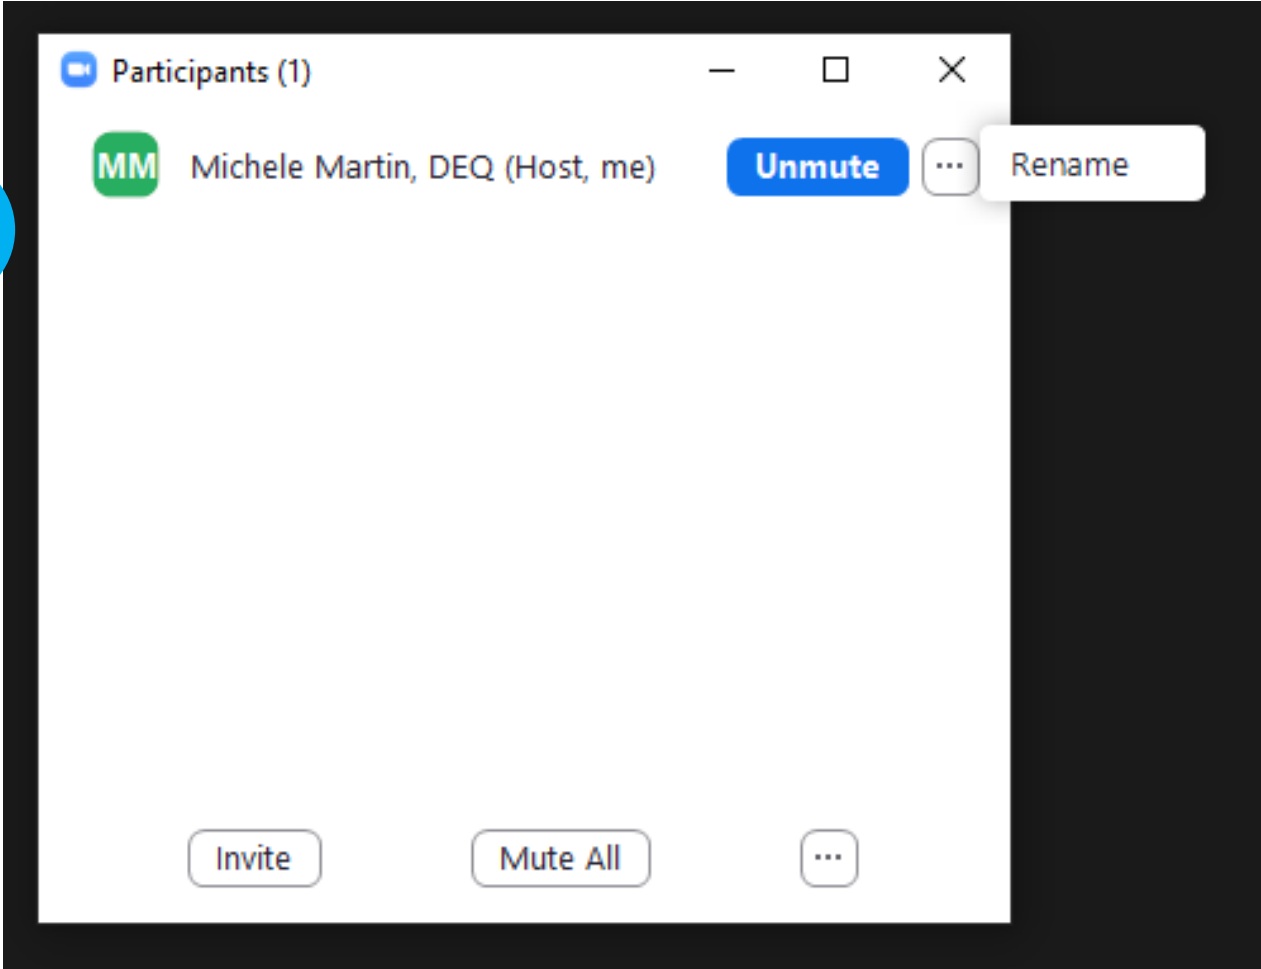 Participants (1)
MM Michele Martin, DEQ (Host, me) Unmute ... Rename
Invite Mute All ...